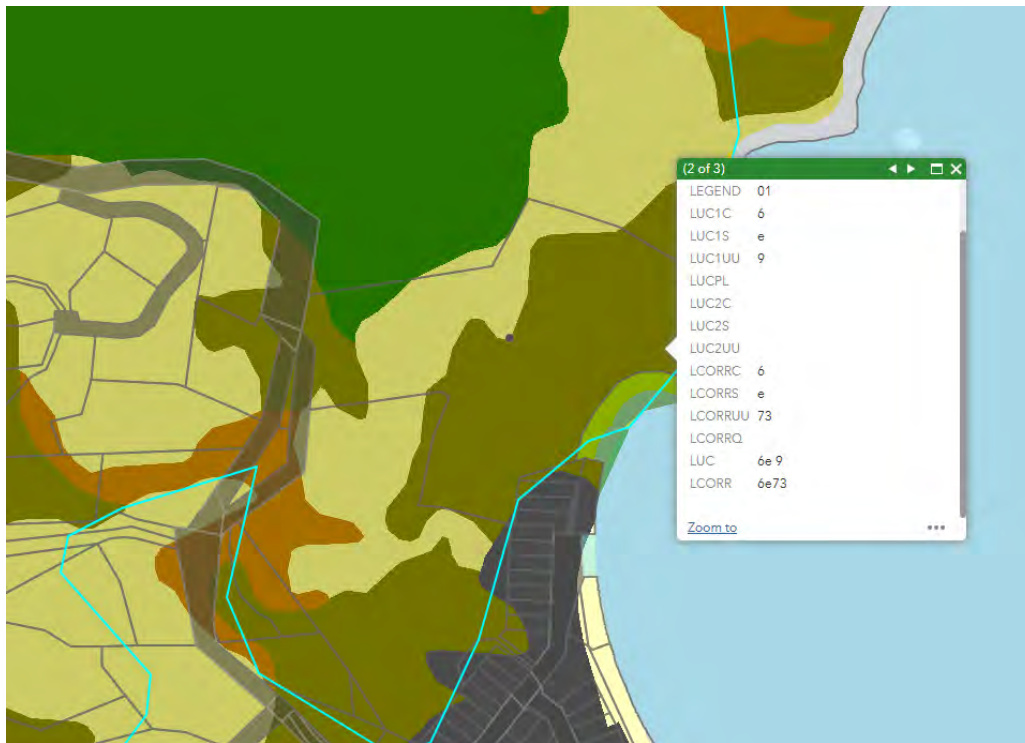 (2 of 3)
LEGEND 01
LUC1C 6
LUC1S e
LUC1UU 9
LUCPL
LUC2C
LUC2S
LUC2UU
LCORRC 6
LCORRS e
LCORRUU 73
LCORRQ
LUC 6e 9
LCORR 6e73
Zoom to